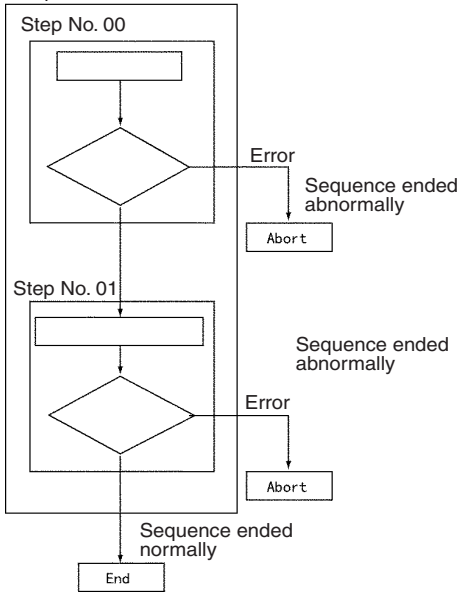 Step No. 00
Error
Sequence ended
abnormally
Abort
Step No. 01
Sequence ended
abnormally
Error
Abort
Sequence ended
normally
End